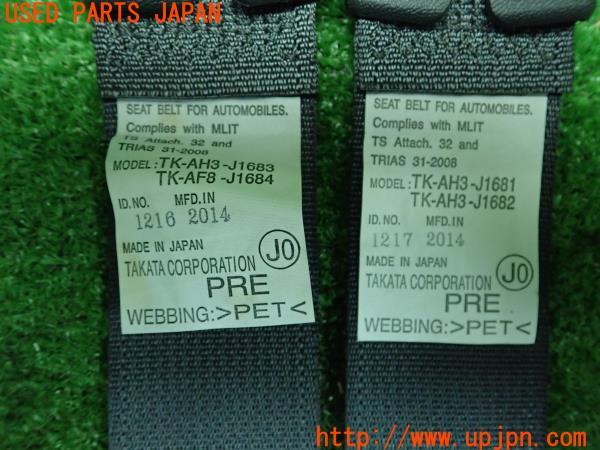 USED PARTS JAPAN
SEAT BELT FOR AUTOMOBILES.
Complies with MLIT
TS Attach. 32 and
TRIAS 31-2008
MODEL: TK-AH3-J1683
TK-AF8-J1684
ID.NO. MFD.IN
1216 2014
MADE IN JAPAN
TAKATA CORPORATION J0
PRE
WEBBING:>PET<
SEAT BELT FOR AUTOMOBILES.
Complies with MLIT
TS Attach. 32 and
TRIAS 31-2008
MODEL: TK-AH3-J1681
TK-AH3-J1682
ID.NO. MFD.IN
1217 2014
MADE IN JAPAN
TAKATA CORPORATION J0
PRE
WEBBING:>PET<
http://www.upjpn.com/